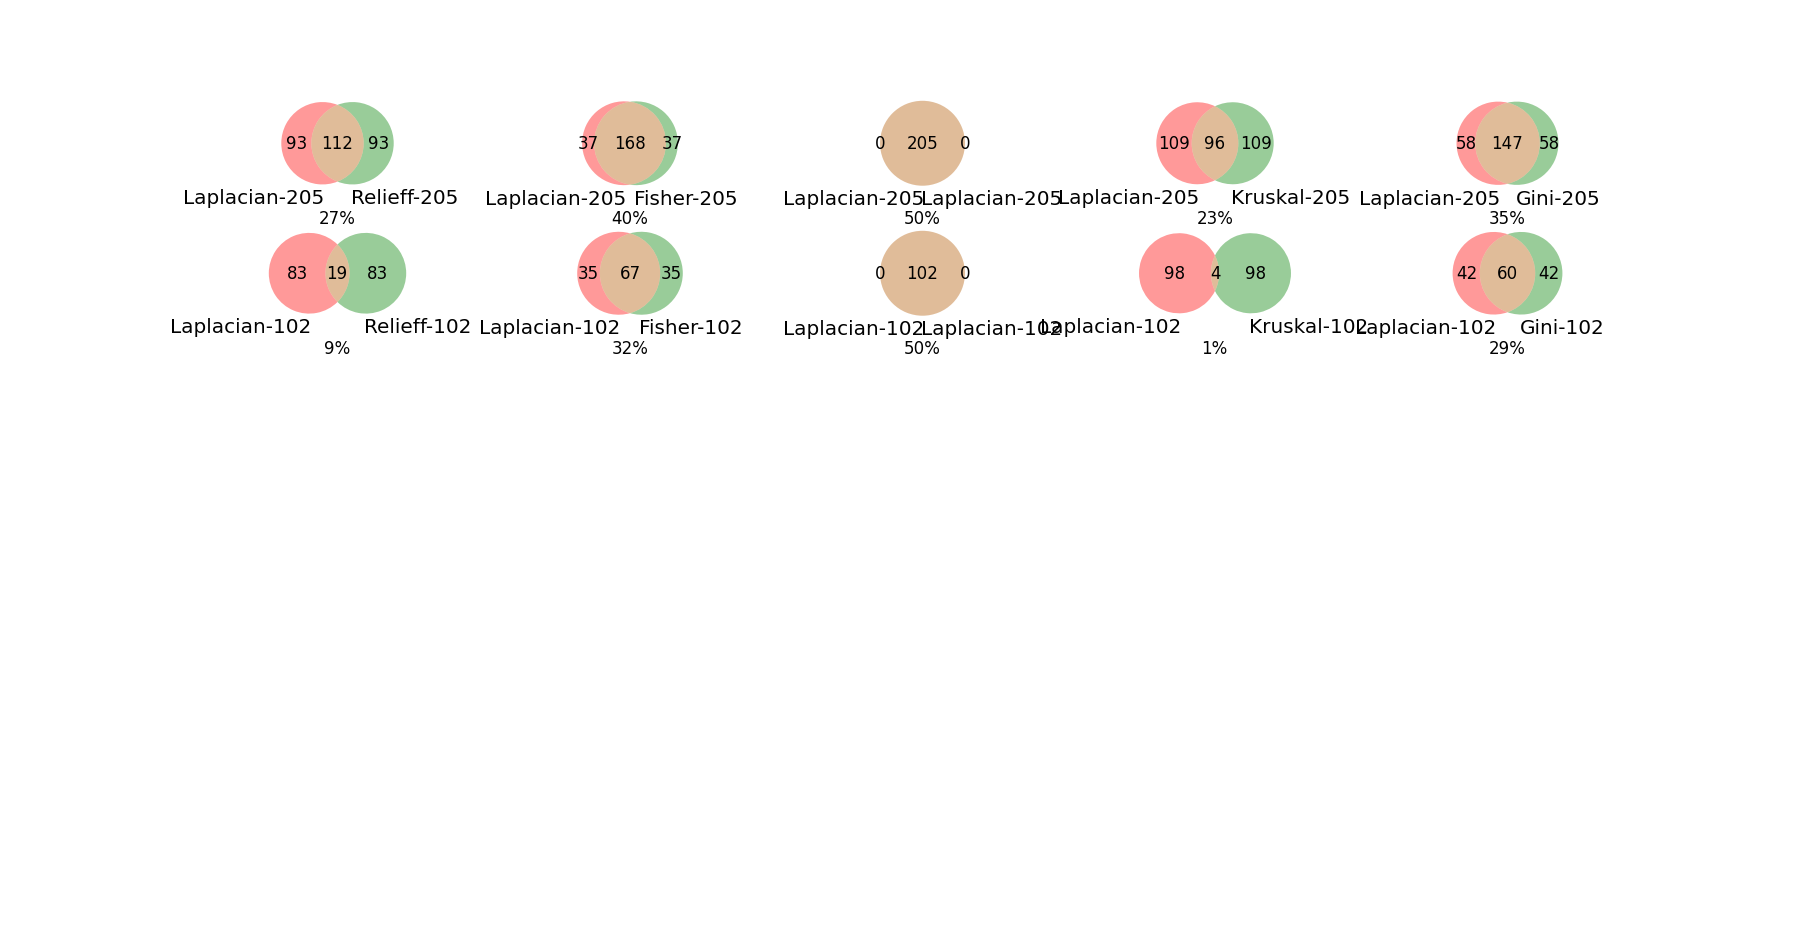 93 112 93 37 168 37 0 205 0 109 96 109 58 147 58
Laplacian-205 Relieff-205 Laplacian-205 Fisher-205 Laplacian-205 Laplacian-205 Laplacian-205 Kruskal-205 Laplacian-205 Gini-205
27% 40% 50% 23% 35%
83 19 83 35 67 35 0 102 0 98 4 98 42 60 42
Laplacian-102 Relieff-102 Laplacian-102 Fisher-102 Laplacian-102 Laplacian-102 Laplacian-102 Kruskal-102 Laplacian-102 Gini-102
9% 32% 50% 1% 29%